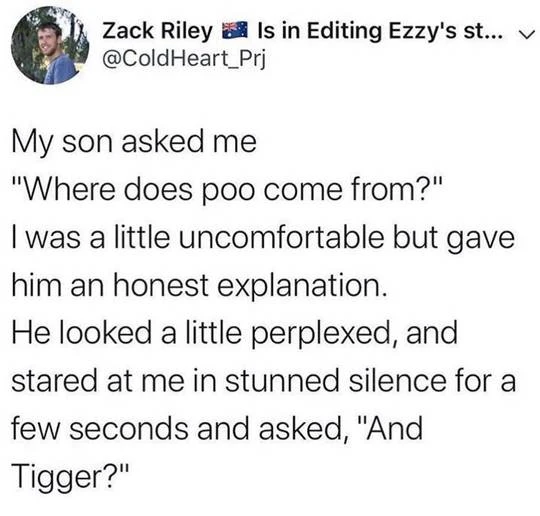 Zack Riley 🇦🇺 Is in Editing Ezzy's st...
@ColdHeart_Prj
My son asked me
"Where does poo come from?"
I was a little uncomfortable but gave
him an honest explanation.
He looked a little perplexed, and
stared at me in stunned silence for a
few seconds and asked, "And
Tigger?"